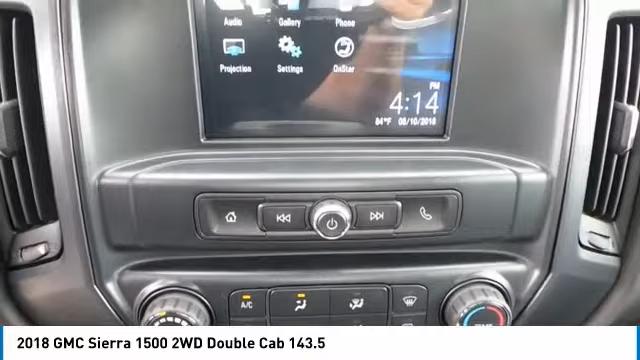 Audio Gallery Phone
Projection Settings OnStar
PM
4:14
84°F 08/10/2018
A/C
2018 GMC Sierra 1500 2WD Double Cab 143.5